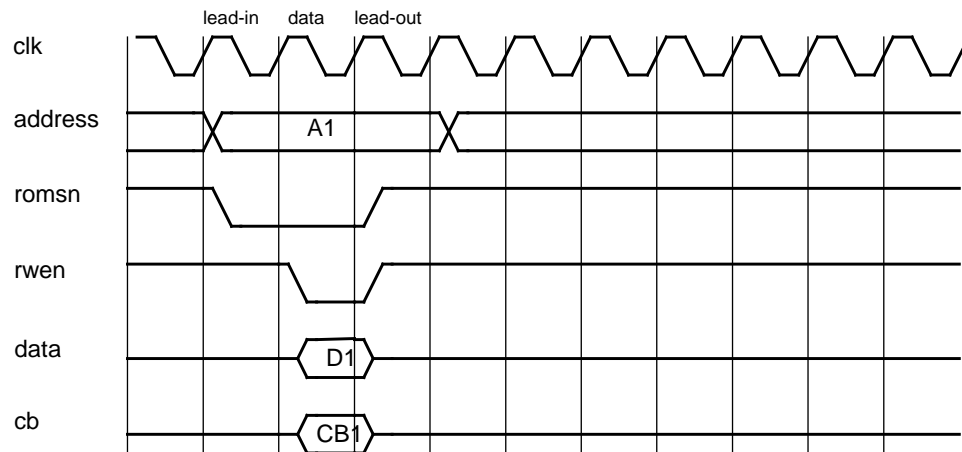 lead-in data lead-out
clk
address A1
romsn
rwen
data D1
cb CB1